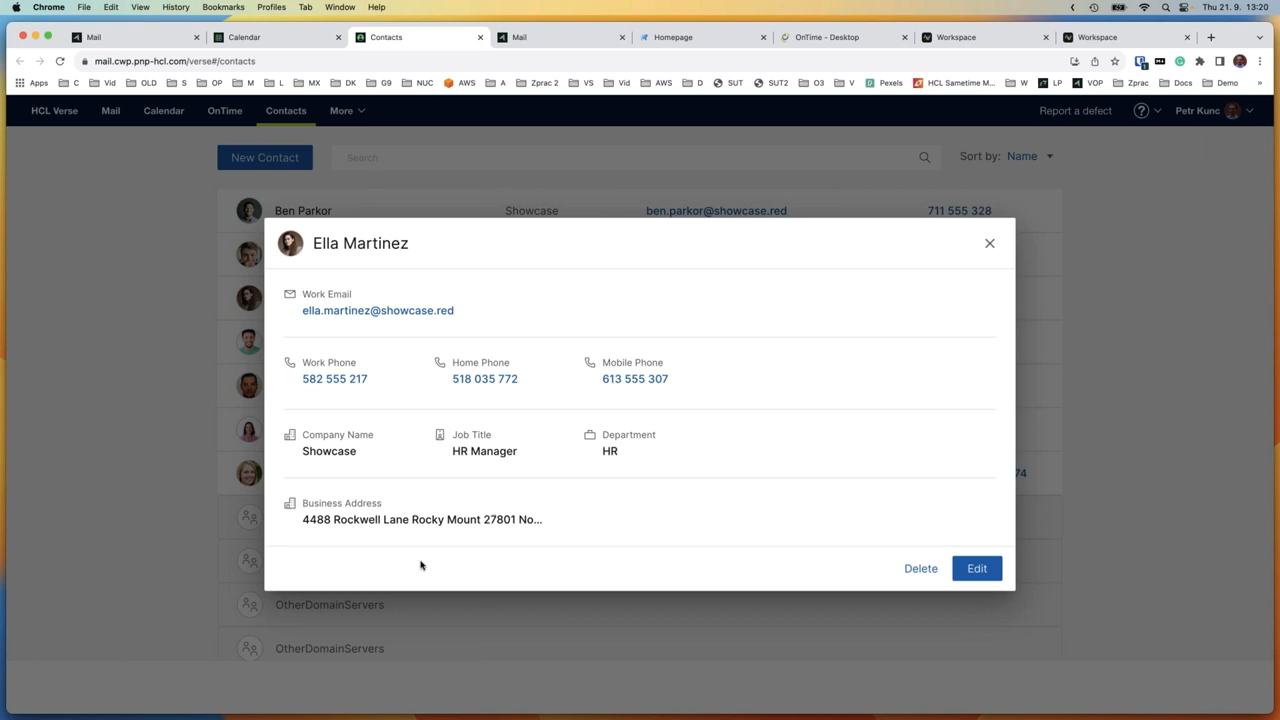 Chrome File Edit View History Bookmarks Profiles Tab Window Help Thu 21. 9. 13:20
Mail Calendar Contacts Mail Homepage OnTime - Desktop Workspace Workspace
mail.cwp.pnp-hcl.com/verse#/contacts
Apps C Vid OLD S OP M L MX DK G9 NUC AWS A Zprac 2 VS Vid AWS D SUT SUT2 O3 V Pexels HCL Sametime M... W LP VOP Zprac Docs Demo »
HCL Verse Mail Calendar OnTime Contacts More Report a defect Petr Kunc
New Contact Search Sort by: Name
Ben Parkor Showcase ben.parkor@showcase.red 711 555 328
Ella Martinez
Work Email
ella.martinez@showcase.red
Work Phone Home Phone Mobile Phone
582 555 217 518 035 772 613 555 307
Company Name Job Title Department
Showcase HR Manager HR
74
Business Address
4488 Rockwell Lane Rocky Mount 27801 No...
Delete Edit
OtherDomainServers
OtherDomainServers